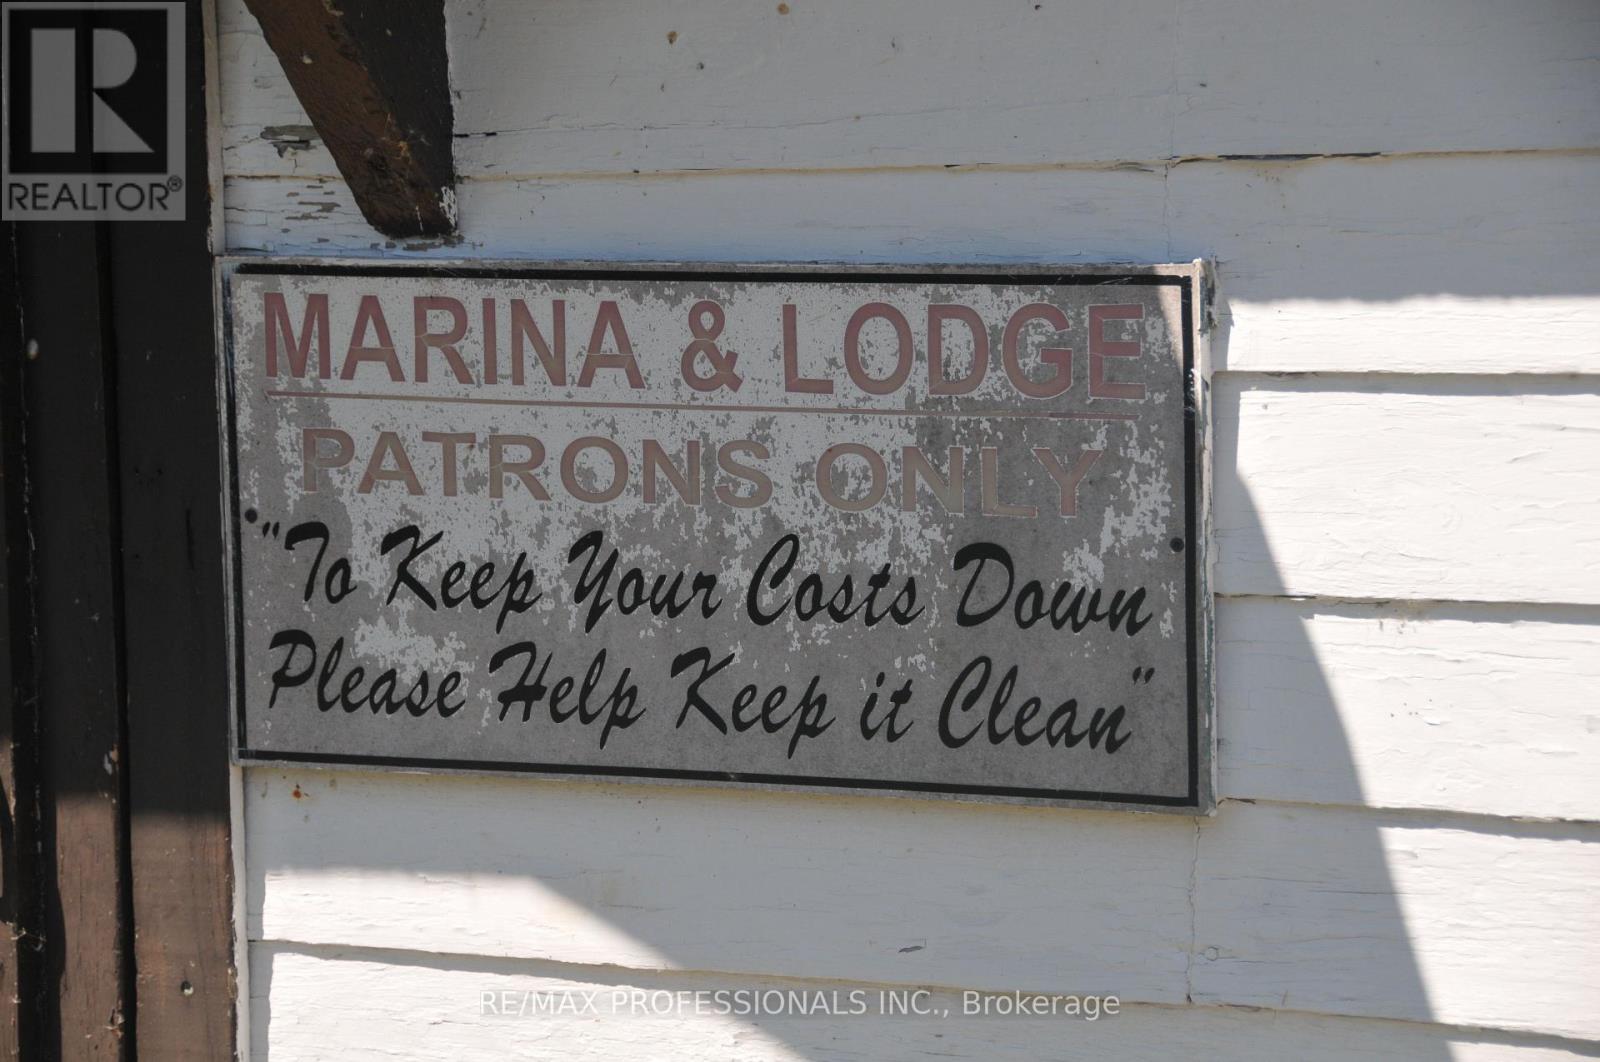 R
REALTOR®
MARINA & LODGE
PATRONS ONLY
"To Keep Your Costs Down
Please Help Keep it Clean"
RE/MAX PROFESSIONALS INC., Brokerage